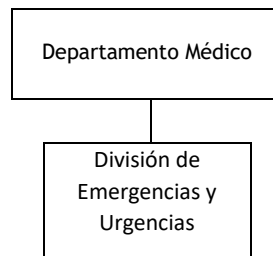 Departamento Médico
División de
Emergencias y
Urgencias